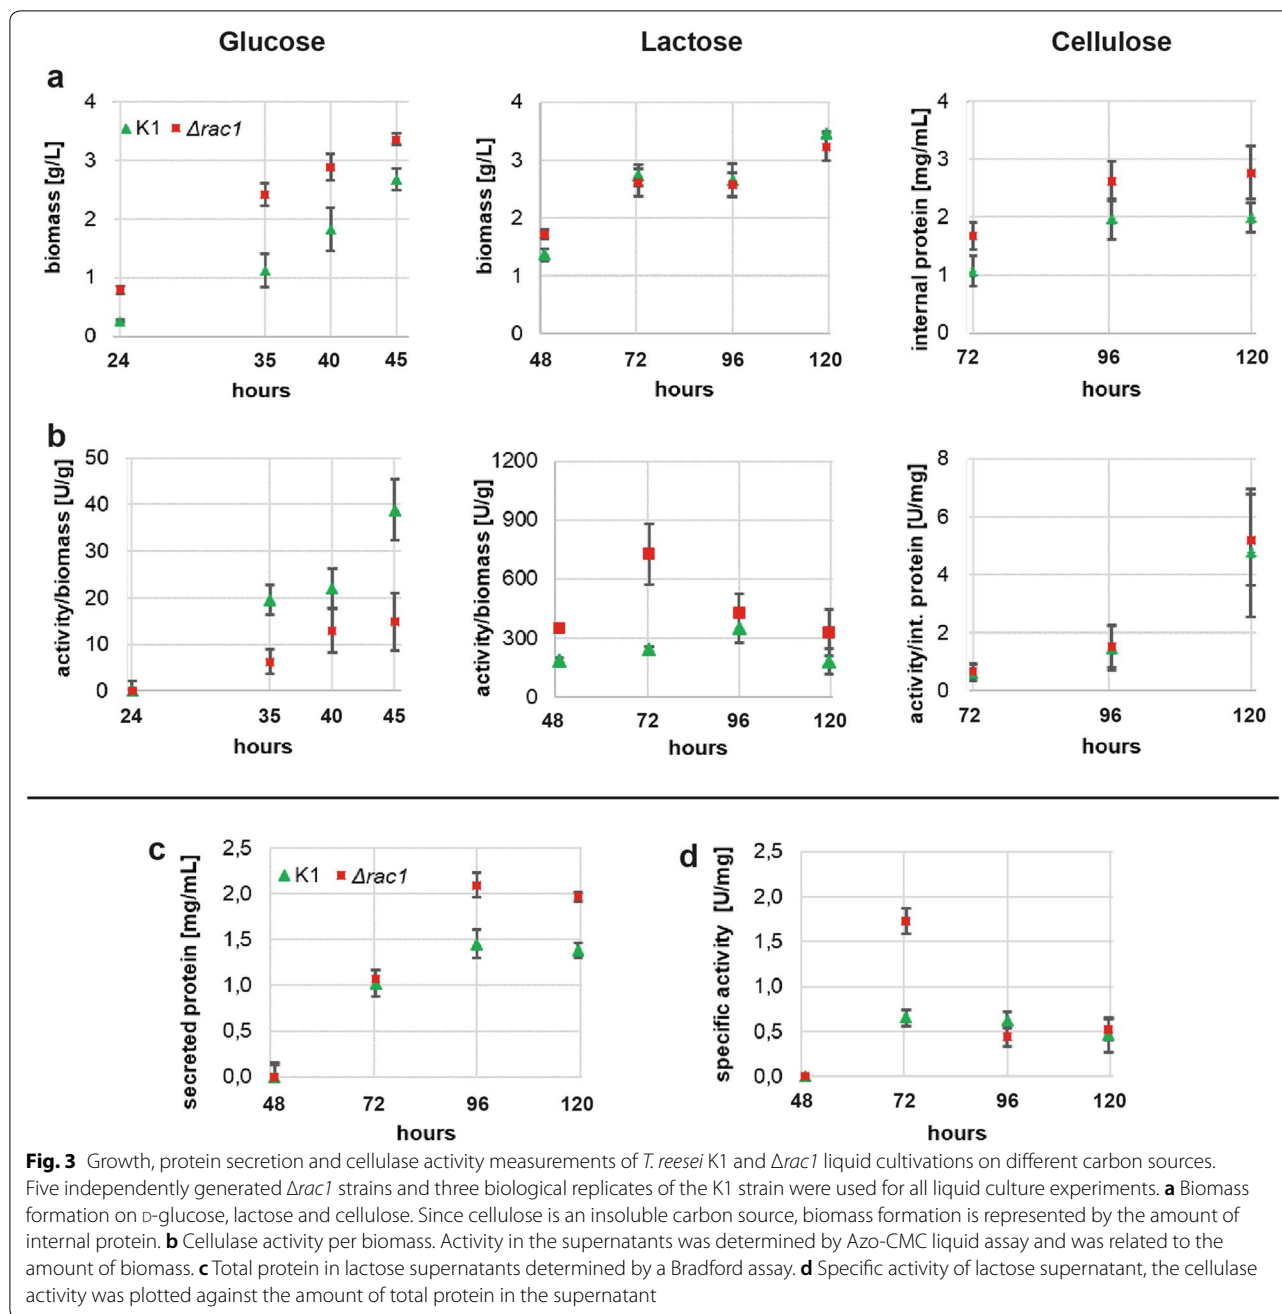 Glucose Lactose Cellulose
a
biomass [g/L]
4
3
2
1
0
K1 Δrac1
24 35 40 45
hours
biomass [g/L]
4
3
2
1
0
48 72 96 120
hours
internal protein [mg/mL]
4
3
2
1
0
72 96 120
hours
b
activity/biomass [U/g]
50
40
30
20
10
0
24 35 40 45
hours
activity/biomass [U/g]
1200
900
600
300
0
48 72 96 120
hours
activity/int. protein [U/mg]
8
6
4
2
0
72 96 120
hours
c
secreted protein [mg/mL]
2,5
2,0
1,5
1,0
0,5
0,0
K1 Δrac1
48 72 96 120
hours
d
specific activity [U/mg]
2,5
2,0
1,5
1,0
0,5
0,0
48 72 96 120
hours
Fig. 3 Growth, protein secretion and cellulase activity measurements of T. reesei K1 and Δrac1 liquid cultivations on different carbon sources.
Five independently generated Δrac1 strains and three biological replicates of the K1 strain were used for all liquid culture experiments. a Biomass
formation on D-glucose, lactose and cellulose. Since cellulose is an insoluble carbon source, biomass formation is represented by the amount of
internal protein. b Cellulase activity per biomass. Activity in the supernatants was determined by Azo-CMC liquid assay and was related to the
amount of biomass. c Total protein in lactose supernatants determined by a Bradford assay. d Specific activity of lactose supernatant, the cellulase
activity was plotted against the amount of total protein in the supernatant